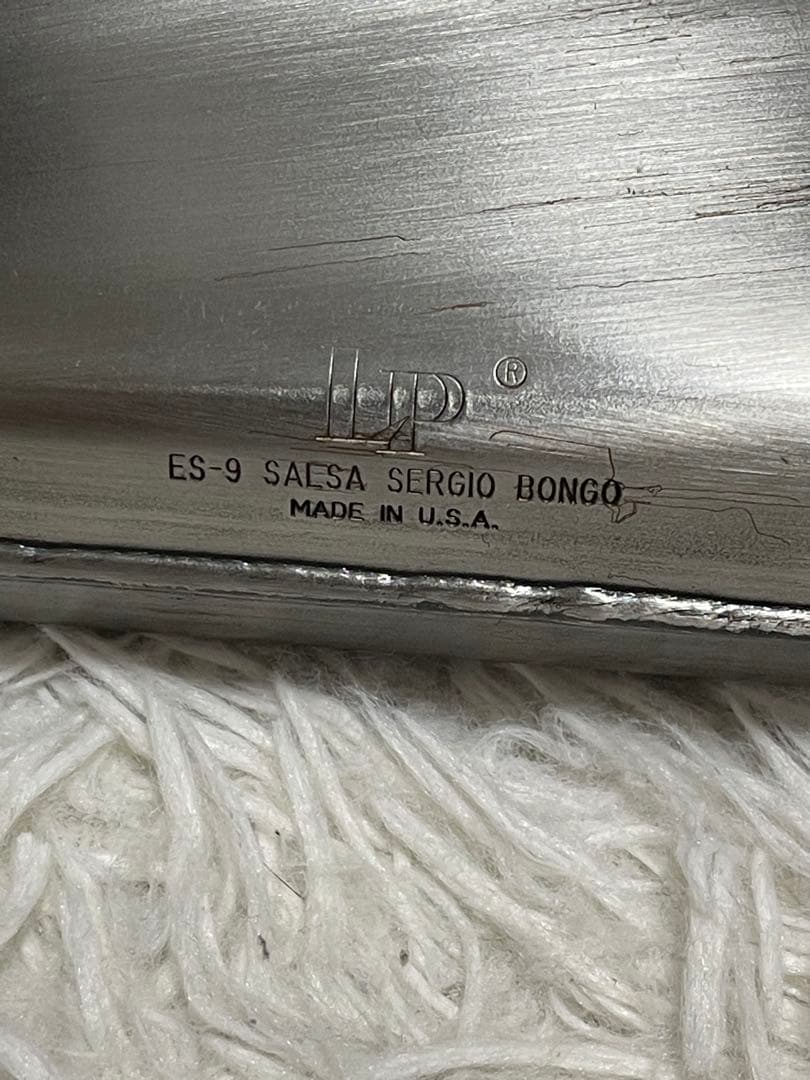 LP ®
ES-9 SALSA SERGIO BONGO
MADE IN U.S.A.